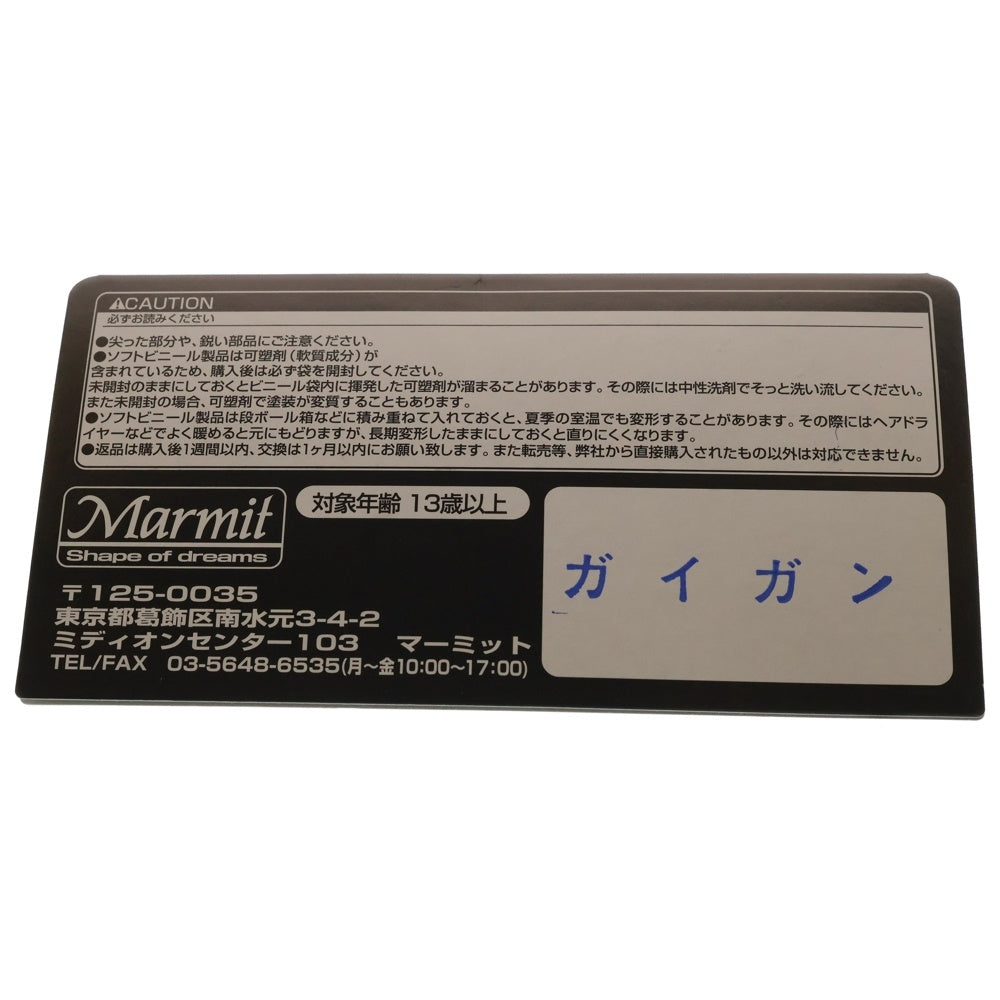 ⚠CAUTION
必ずお読みください
●尖った部分や、鋭い部品にご注意ください。
●ソフトビニール製品は可塑剤(軟質成分)が
含まれているため、購入後は必ず袋を開封してください。
未開封のままにしておくとビニール袋内に揮発した可塑剤が溜まることがあります。その際には中性洗剤でそっと洗い流してください。
また未開封の場合、可塑剤で塗装が変質することもあります。
●ソフトビニール製品は段ボール箱などに積み重ねて入れておくと、夏季の室温でも変形することがあります。その際にはヘアドラ
イヤーなどでよく暖めると元にもどりますが、長期変形したままにしておくと直りにくくなります。
●返品は購入後1週間以内、交換は1ヶ月以内にお願い致します。また転売等、弊社から直接購入されたもの以外は対応できません。
Marmit
Shape of dreams
対象年齢 13歳以上
〒125-0035
東京都葛飾区南水元3-4-2
ミディオンセンター103 マーミット
TEL/FAX 03-5648-6535(月〜金10:00〜17:00)
ガイガン